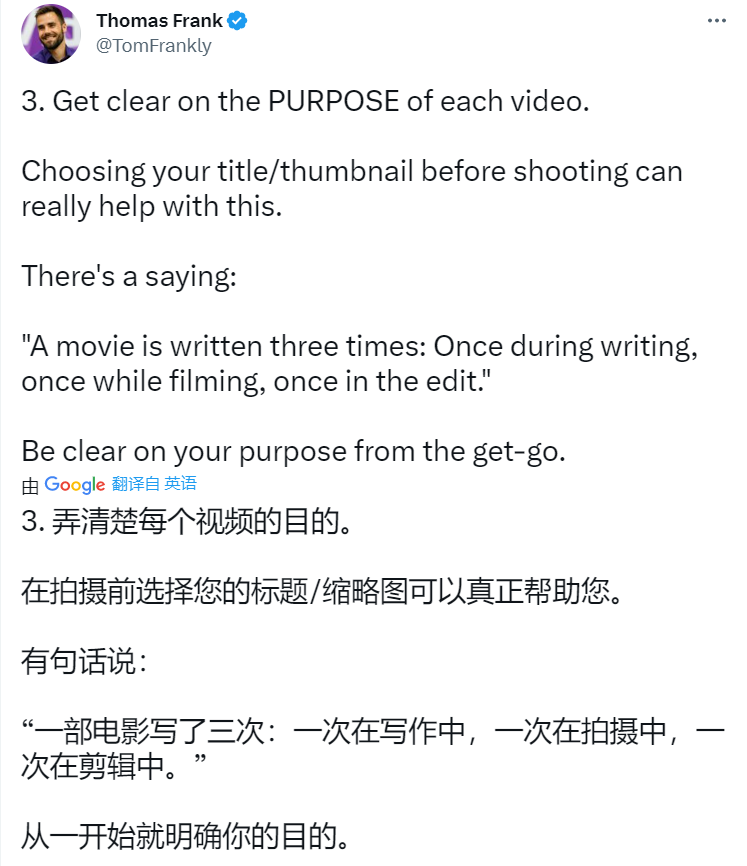 Thomas Frank
@TomFrankly
3. Get clear on the PURPOSE of each video.
Choosing your title/thumbnail before shooting can
really help with this.
There's a saying:
"A movie is written three times: Once during writing,
once while filming, once in the edit."
Be clear on your purpose from the get-go.
由 Google 翻译自 英语
3. 弄清楚每个视频的目的。
在拍摄前选择您的标题/缩略图可以真正帮助您。
有句话说：
“一部电影写了三次：一次在写作中，一次在拍摄中，一
次在剪辑中。”
从一开始就明确你的目的。